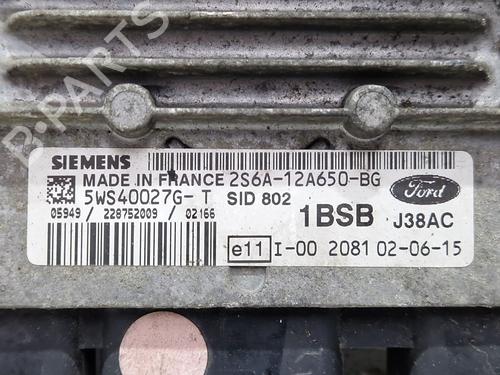 B-PARTS
SIEMENS
MADE IN FRANCE 2S6A-12A650-BG
5WS40027G- T SID 802
Ford
05949 / 228752009 / 02166
1BSB J38AC
e11 I-00 2081 02-06-15